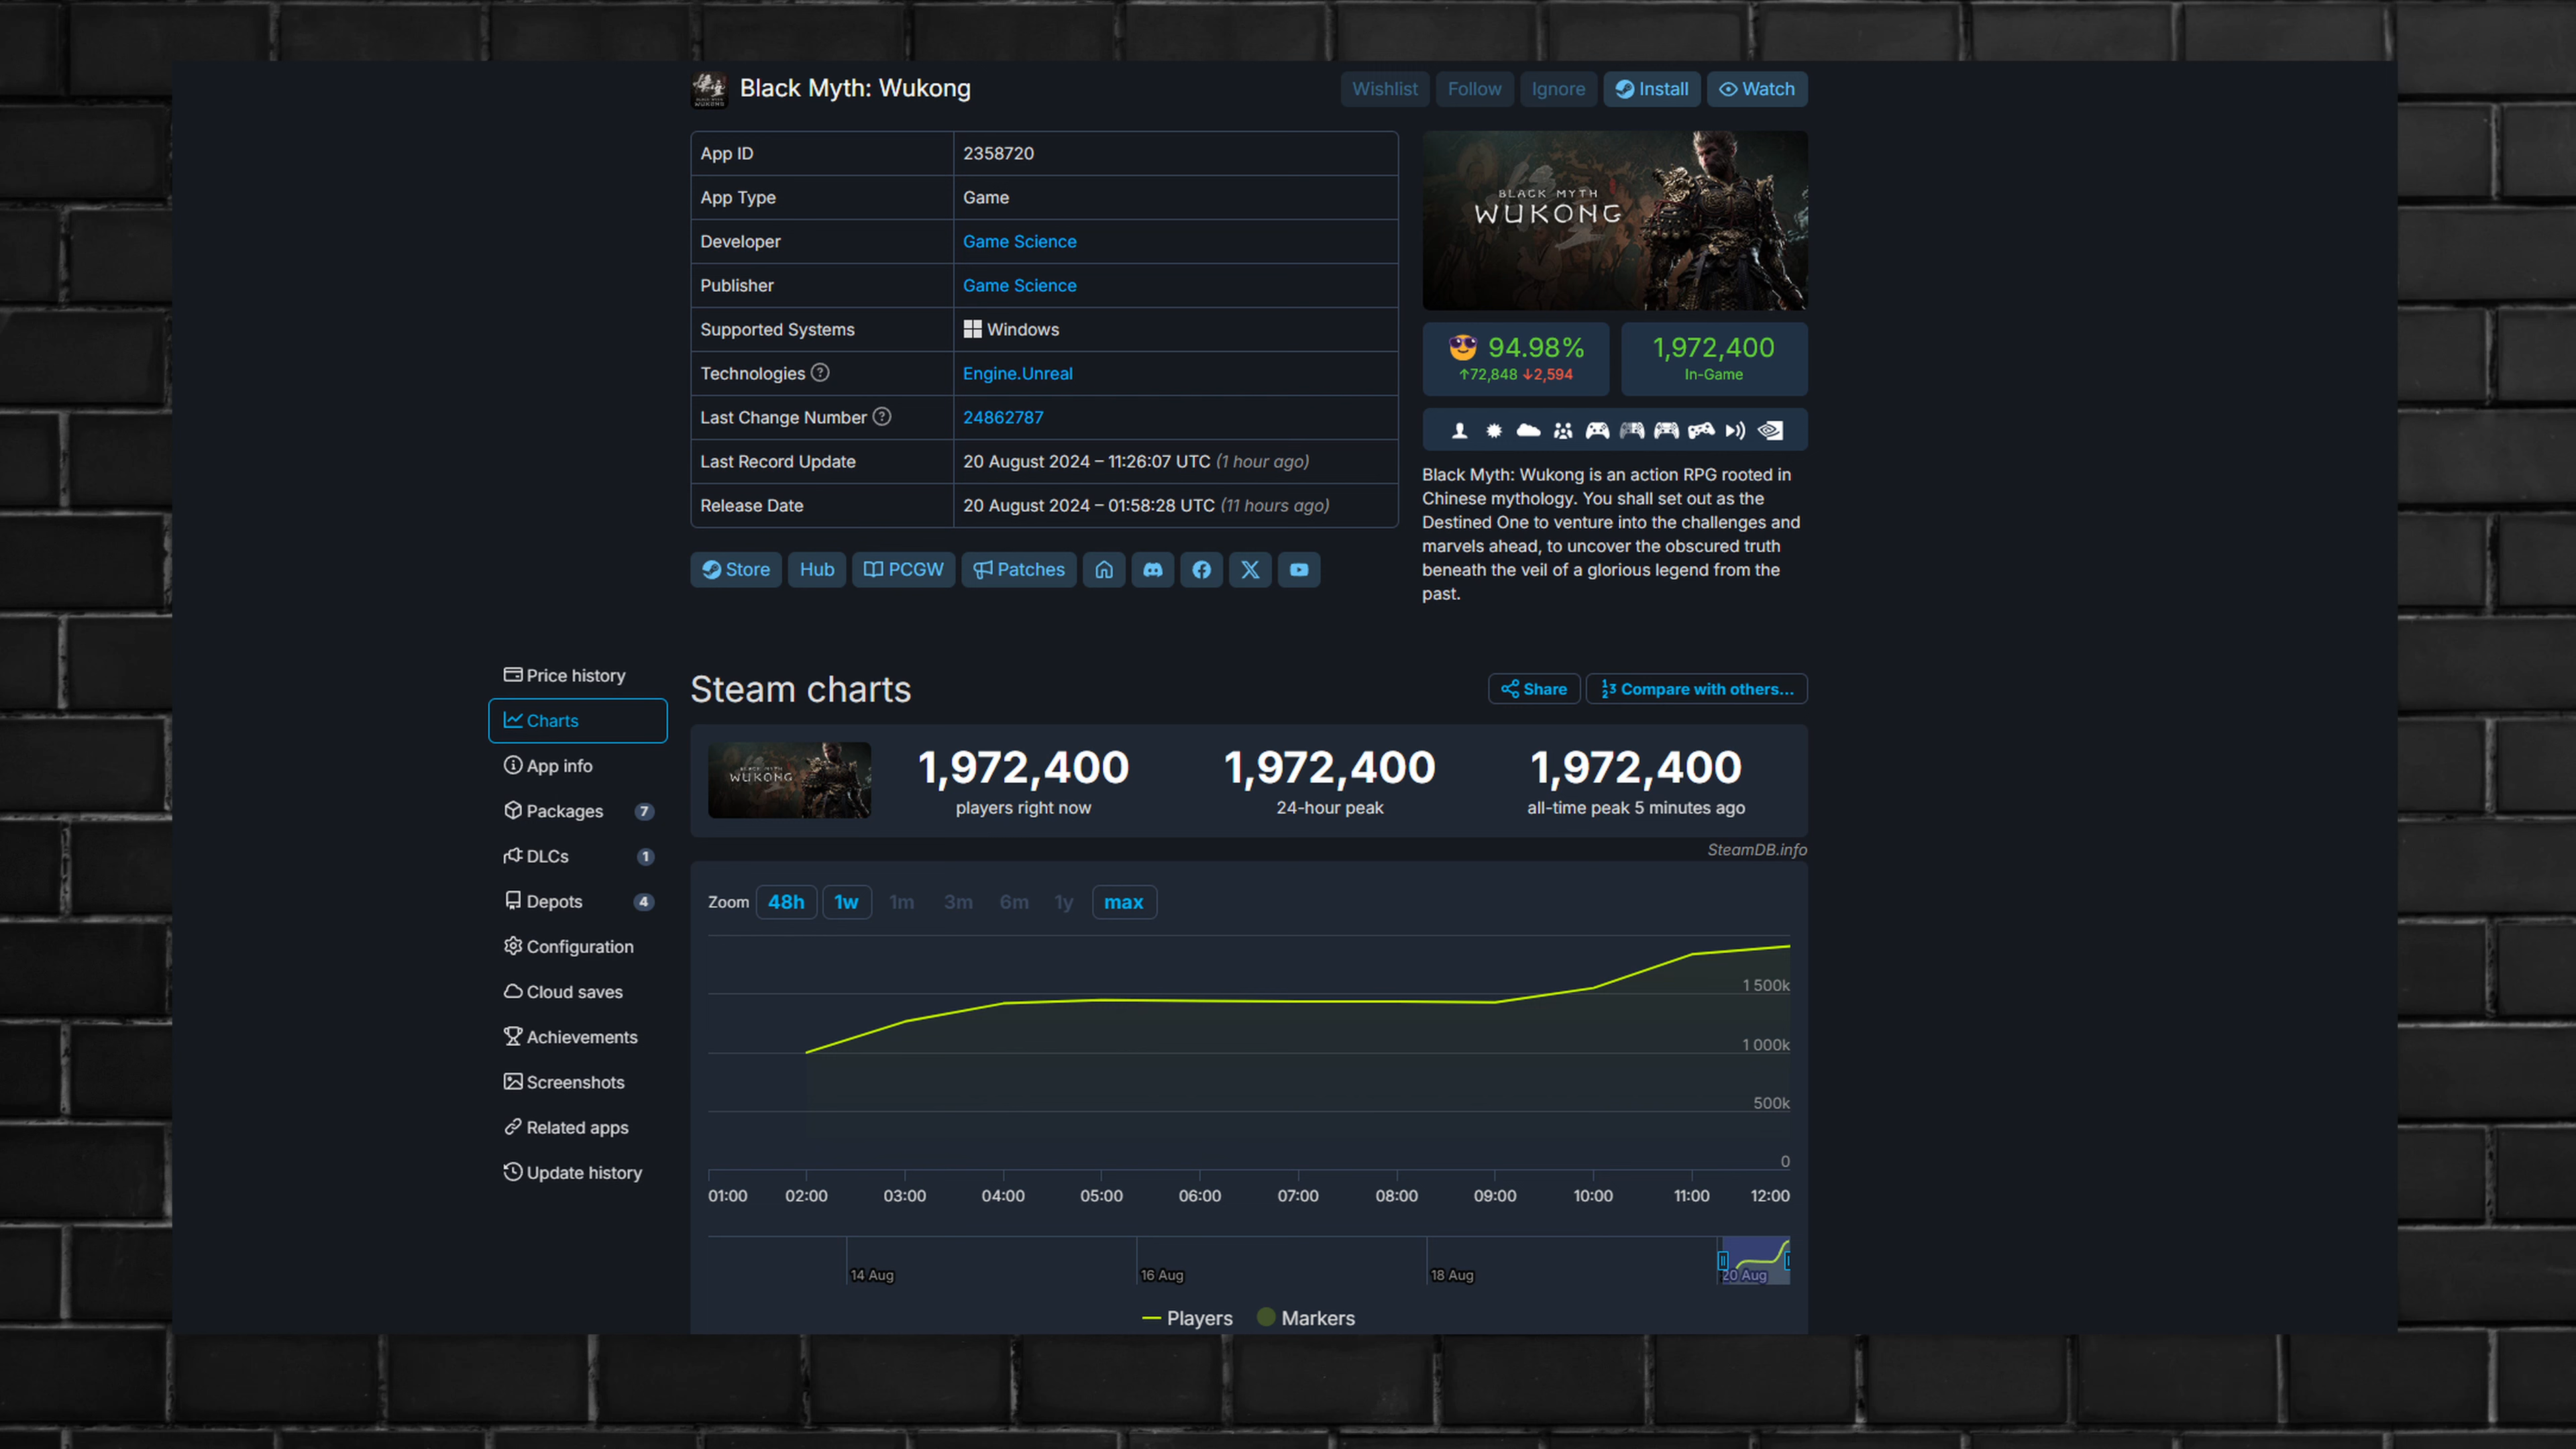 Black Myth: Wukong
Wishlist Follow Ignore Install Watch
App ID 2358720
App Type Game
Developer Game Science
Publisher Game Science
Supported Systems Windows
Technologies ? Engine.Unreal
Last Change Number ? 24862787
Last Record Update 20 August 2024 – 11:26:07 UTC (1 hour ago)
Release Date 20 August 2024 – 01:58:28 UTC (11 hours ago)
Store Hub PCGW Patches
BLACK MYTH
WUKONG
94.98%
↑72,848 ↓2,594
1,972,400
In-Game
Black Myth: Wukong is an action RPG rooted in
Chinese mythology. You shall set out as the
Destined One to venture into the challenges and
marvels ahead, to uncover the obscured truth
beneath the veil of a glorious legend from the
past.
Price history
Charts
App info
Packages 7
DLCs 1
Depots 4
Configuration
Cloud saves
Achievements
Screenshots
Related apps
Update history
Steam charts
Share Compare with others...
BLACK MYTH
WUKONG
1,972,400
players right now
1,972,400
24-hour peak
1,972,400
all-time peak 5 minutes ago
SteamDB.info
Zoom 48h 1w 1m 3m 6m 1y max
1 500k
1 000k
500k
0
01:00 02:00 03:00 04:00 05:00 06:00 07:00 08:00 09:00 10:00 11:00 12:00
14 Aug 16 Aug 18 Aug 20 Aug
Players Markers